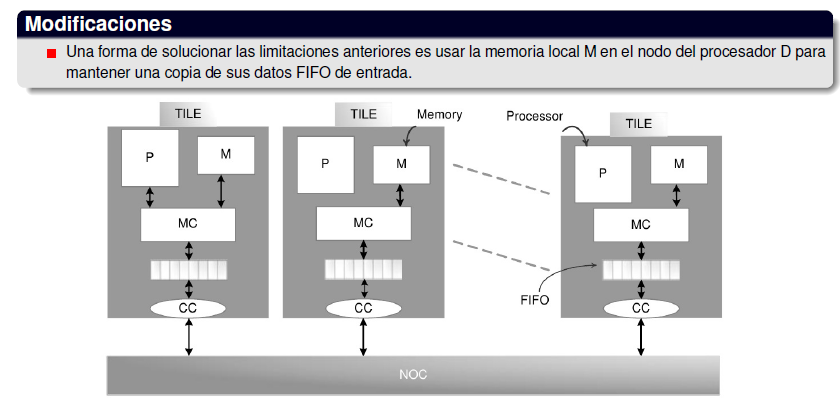 Modificaciones
Una forma de solucionar las limitaciones anteriores es usar la memoria local M en el nodo del procesador D para
mantener una copia de sus datos FIFO de entrada.
TILE
TILE
Memory
Processor
TILE
P
M
P
M
P
M
MC
MC
MC
FIFO
CC
CC
CC
NOC